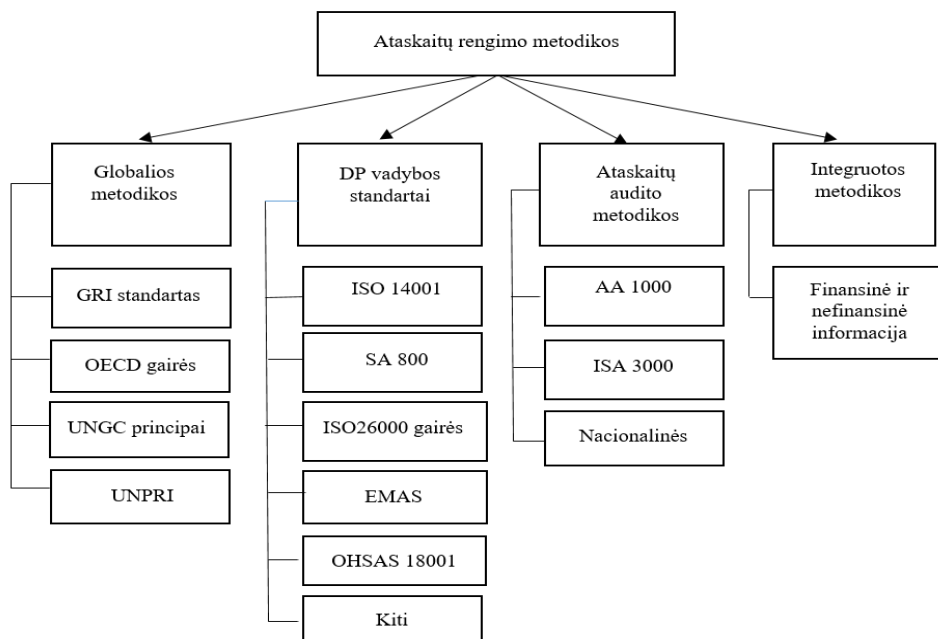 Ataskaitų rengimo metodikos
Globalios
metodikos
GRI standartas
OECD gairės
UNGC principai
UNPRI
DP vadybos
standartai
ISO 14001
SA 800
ISO26000 gairės
EMAS
OHSAS 18001
Kiti
Ataskaitų
audito
metodikos
AA 1000
ISA 3000
Nacionalinės
Integruotos
metodikos
Finansinė ir
nefinansinė
informacija